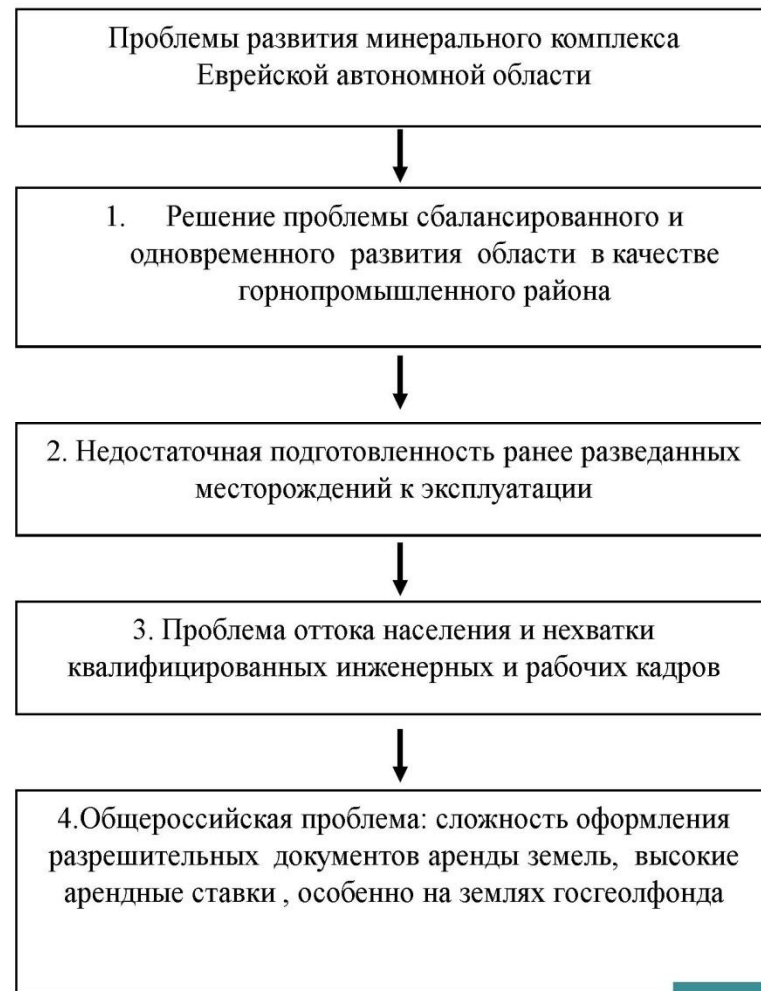 Проблемы развития минерального комплекса
Еврейской автономной области
1. Решение проблемы сбалансированного и
одновременного развития области в качестве
горнопромышленного района
2. Недостаточная подготовленность ранее разведанных
месторождений к эксплуатации
3. Проблема оттока населения и нехватки
квалифицированных инженерных и рабочих кадров
4.Общероссийская проблема: сложность оформления
разрешительных документов аренды земель, высокие
арендные ставки , особенно на землях госгеолфонда